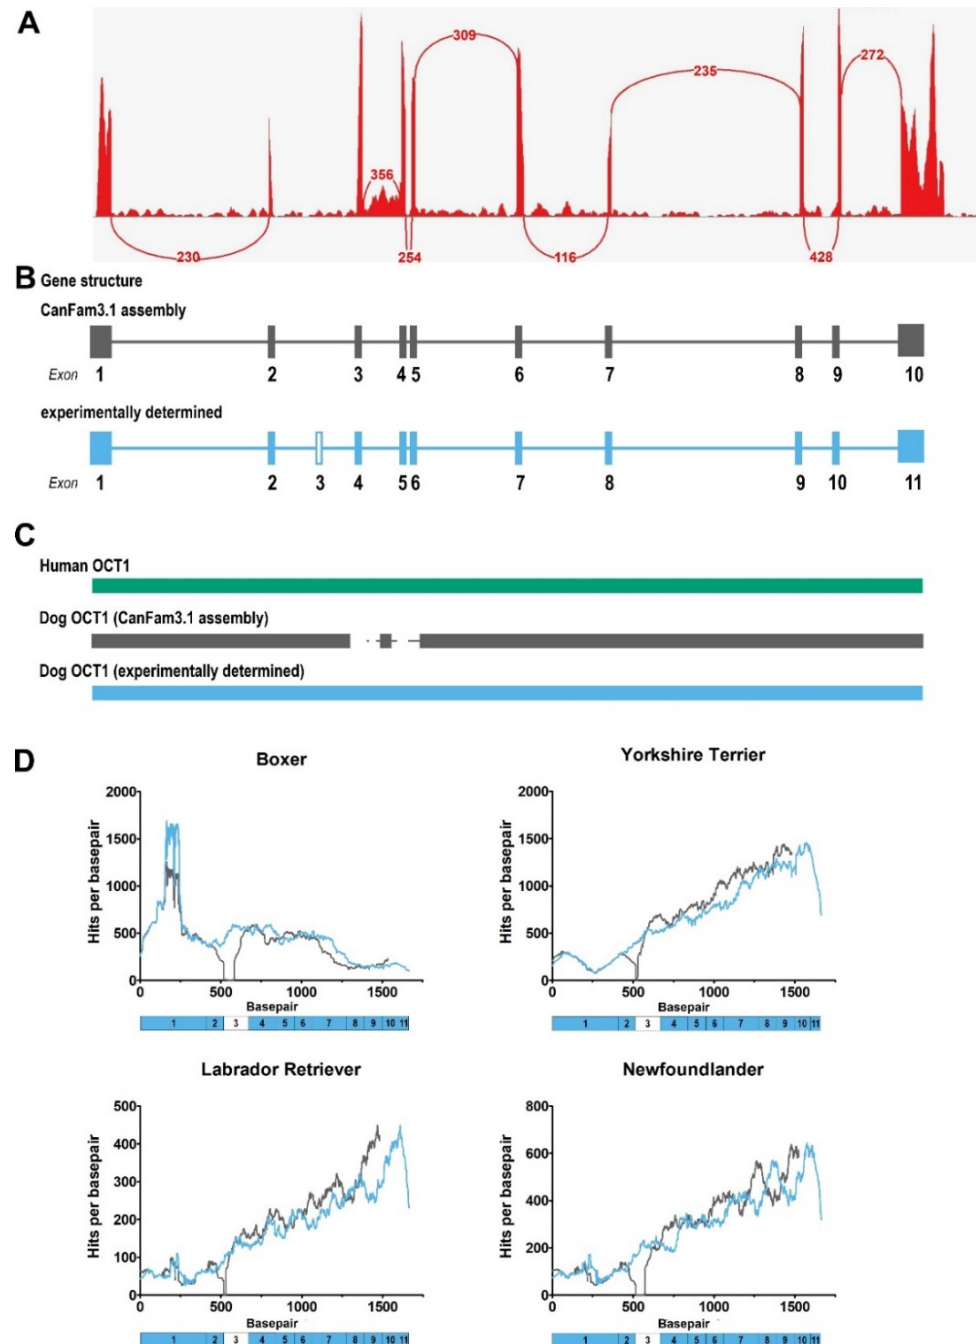 A
309
235
272
356
230
254
116
428
B Gene structure
CanFam3.1 assembly
Exon 1 2 3 4 5 6 7 8 9 10
experimentally determined
Exon 1 2 3 4 5 6 7 8 9 10 11
C
Human OCT1
Dog OCT1 (CanFam3.1 assembly)
Dog OCT1 (experimentally determined)
D
Boxer
Hits per basepair
2000
1500
1000
500
0
0 500 1000 1500
Basepair
1 2 3 4 5 6 7 8 9 10 11
Yorkshire Terrier
Hits per basepair
2000
1500
1000
500
0
0 500 1000 1500
Basepair
1 2 3 4 5 6 7 8 9 10 11
Labrador Retriever
Hits per basepair
500
400
300
200
100
0
0 500 1000 1500
Basepair
1 2 3 4 5 6 7 8 9 10 11
Newfoundlander
Hits per basepair
800
600
400
200
0
0 500 1000 1500
Basepair
1 2 3 4 5 6 7 8 9 10 11